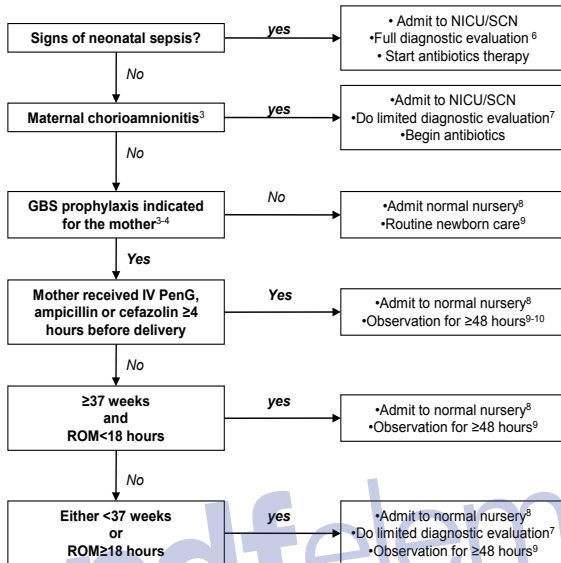 Signs of neonatal sepsis?
yes
• Admit to NICU/SCN
•Full diagnostic evaluation 6
• Start antibiotics therapy
No
Maternal chorioamnionitis3
yes
•Admit to NICU/SCN
•Do limited diagnostic evaluation7
•Begin antibiotics
No
GBS prophylaxis indicated
for the mother3-4
No
•Admit normal nursery8
•Routine newborn care9
Yes
Mother received IV PenG,
ampicillin or cefazolin ≥4
hours before delivery
Yes
•Admit to normal nursery8
•Observation for ≥48 hours9-10
No
≥37 weeks
and
ROM<18 hours
yes
•Admit to normal nursery8
•Observation for ≥48 hours9
No
Either <37 weeks
or
ROM≥18 hours
yes
•Admit to normal nursery8
•Do limited diagnostic evaluation7
•Observation for ≥48 hours9